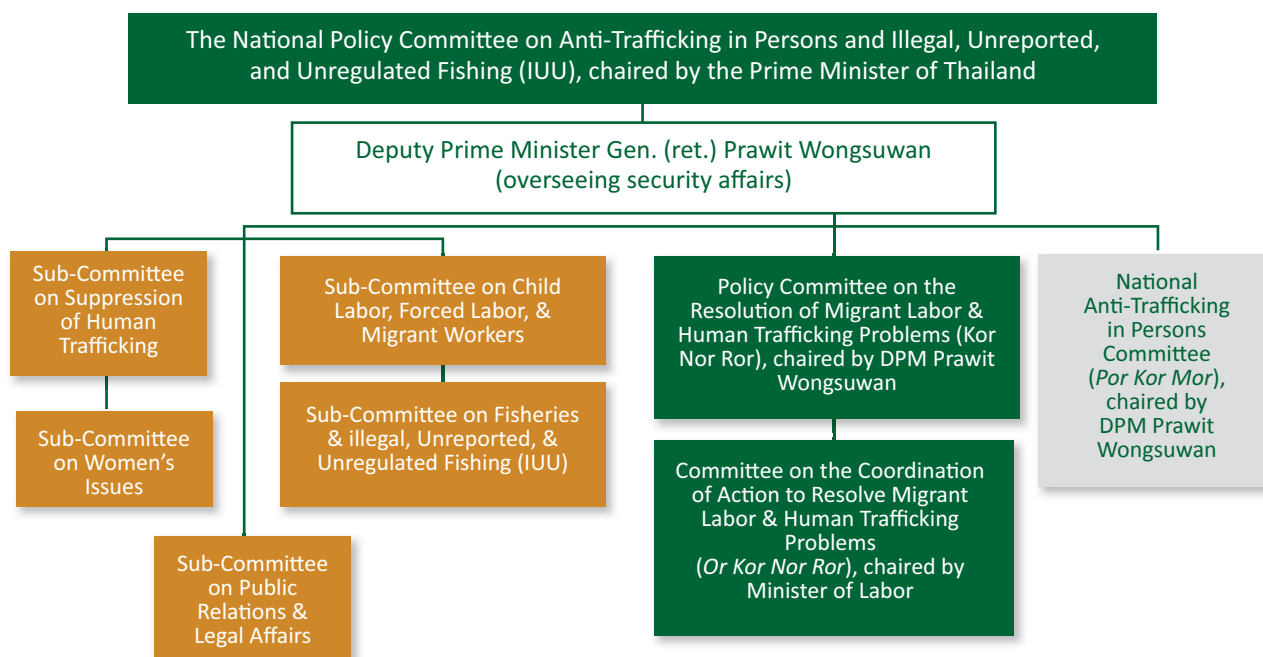 The National Policy Committee on Anti-Trafficking in Persons and Illegal, Unreported,
and Unregulated Fishing (IUU), chaired by the Prime Minister of Thailand
Deputy Prime Minister Gen. (ret.) Prawit Wongsuwan
(overseeing security affairs)
Sub-Committee
on Suppression
of Human
Trafficking
Sub-Committee
on Women’s
Issues
Sub-Committee on Child
Labor, Forced Labor, &
Migrant Workers
Sub-Committee on Fisheries
& illegal, Unreported, &
Unregulated Fishing (IUU)
Sub-Committee
on Public
Relations &
Legal Affairs
Policy Committee on the
Resolution of Migrant Labor &
Human Trafficking Problems (Kor
Nor Ror), chaired by DPM Prawit
Wongsuwan
Committee on the Coordination
of Action to Resolve Migrant
Labor & Human Trafficking
Problems
(Or Kor Nor Ror), chaired by
Minister of Labor
National
Anti-Trafficking
in Persons
Committee
(Por Kor Mor),
chaired by
DPM Prawit
Wongsuwan